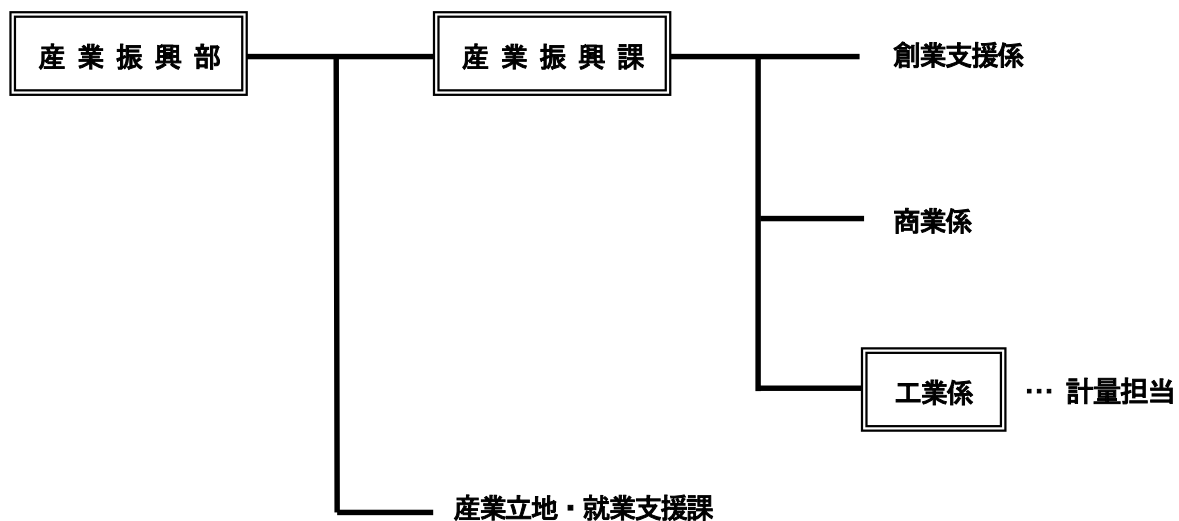 産業振興部
産業振興課
創業支援係
商業係
工業係
… 計量担当
産業立地・就業支援課